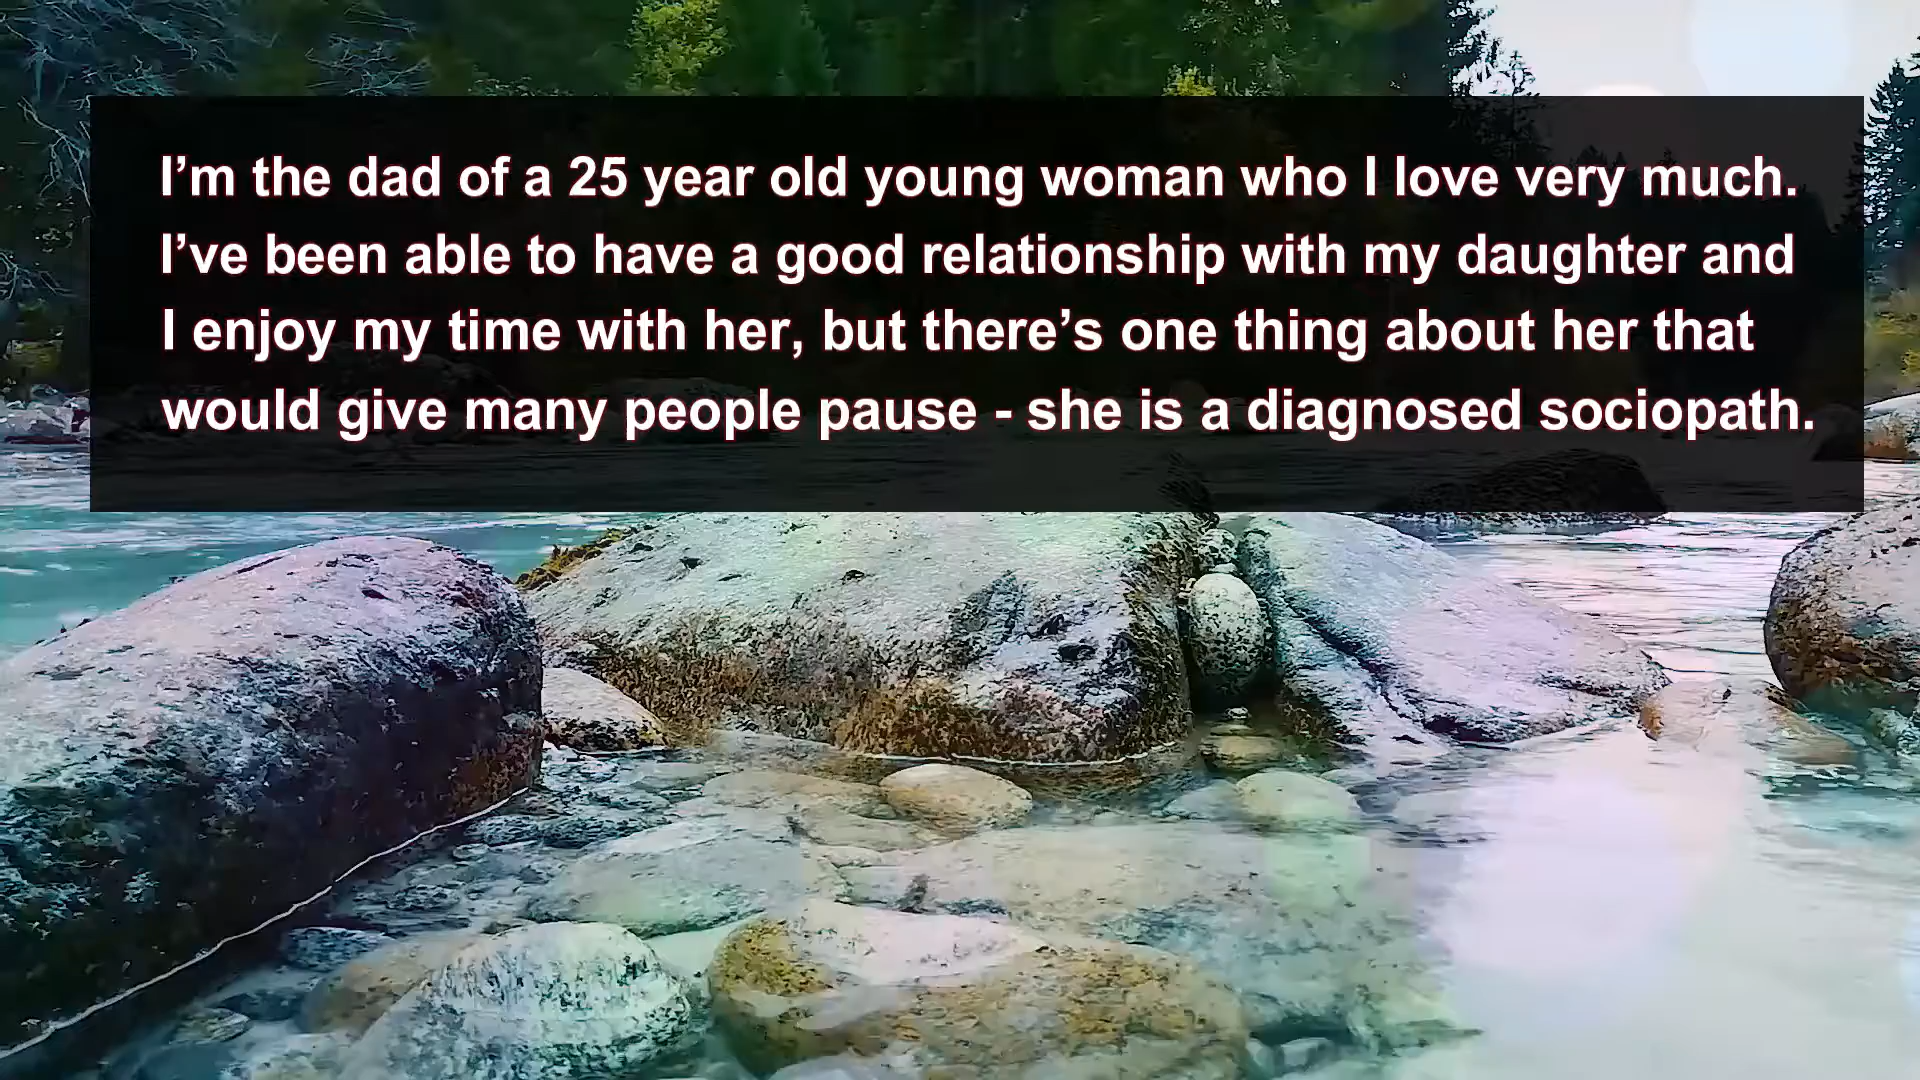 I’m the dad of a 25 year old young woman who I love very much.
I’ve been able to have a good relationship with my daughter and
I enjoy my time with her, but there’s one thing about her that
would give many people pause - she is a diagnosed sociopath.